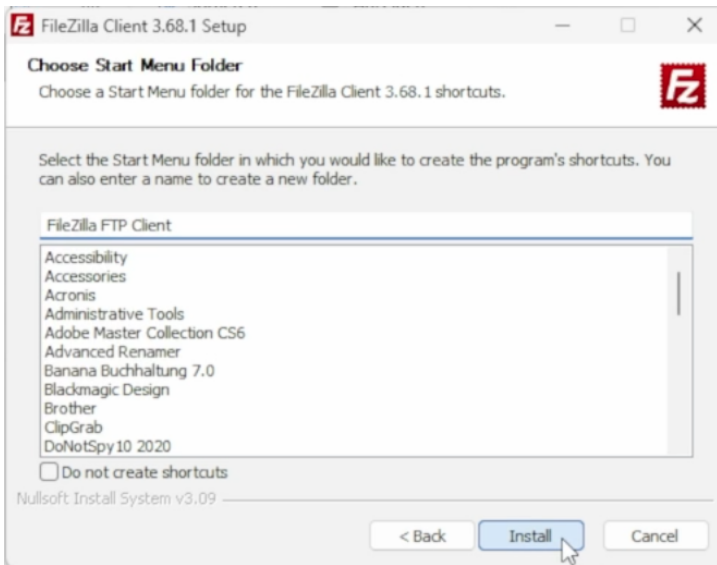 FileZilla Client 3.68.1 Setup
Choose Start Menu Folder
Choose a Start Menu folder for the FileZilla Client 3.68.1 shortcuts.
Fz
Select the Start Menu folder in which you would like to create the program's shortcuts. You
can also enter a name to create a new folder.
FileZilla FTP Client
Accessibility
Accessories
Acronis
Administrative Tools
Adobe Master Collection CS6
Advanced Renamer
Banana Buchhaltung 7.0
Blackmagic Design
Brother
ClipGrab
DoNotSpy10 2020
Do not create shortcuts
Nullsoft Install System v3.09
< Back
Install
Cancel